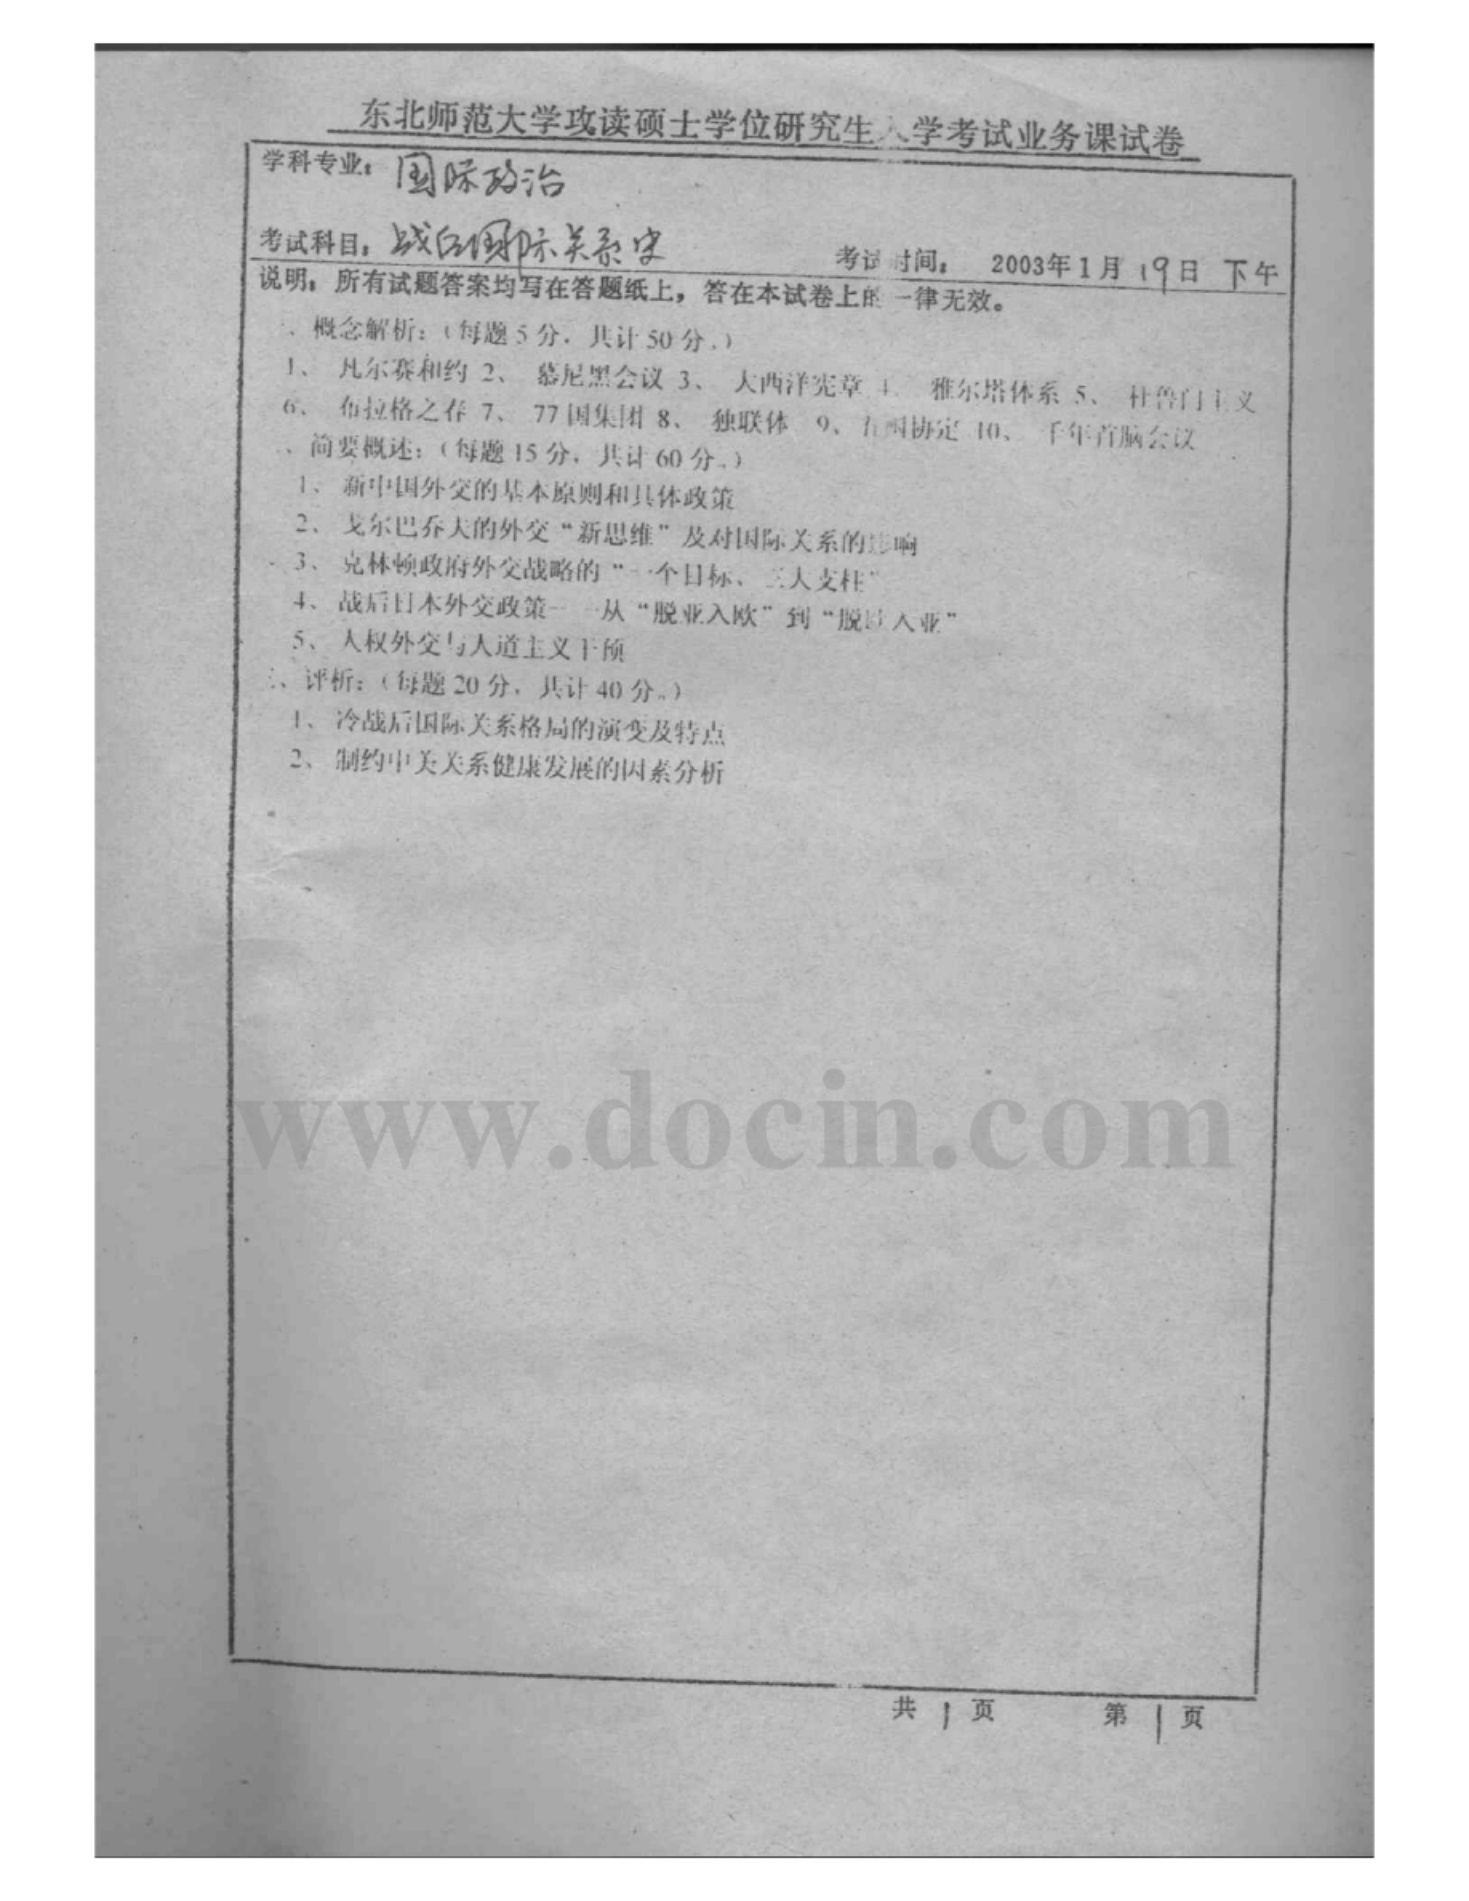 东北师范大学攻读硕士学位研究生入学考试业务课试卷
学科专业：国际政治
考试科目：战后国际关系史 考试时间： 2003年1月19日 下午
说明：所有试题答案均写在答题纸上，答在本试卷上的一律无效。
、概念解析：（每题5分，共计50分。）
1、 凡尔赛和约 2、 慕尼黑会议 3、 大西洋宪章 4、 雅尔塔体系 5、 杜鲁门主义
6、 布拉格之春 7、 77国集团 8、 独联体 9、 协定 10、 千年首脑会议
、简要概述：（每题15分，共计60分。）
1、 新中国外交的基本原则和具体政策
2、 戈尔巴乔夫的外交“新思维”及对国际关系的影响
3、 克林顿政府外交战略的“一个目标、三大支柱”
4、 战后日本外交政策——从“脱亚入欧”到“脱欧入亚”
5、 人权外交与人道主义干预
三、评析：（每题20分，共计40分。）
1、 冷战后国际关系格局的演变及特点
2、 制约中美关系健康发展的因素分析
www.docin.com
共 1 页 第 1 页